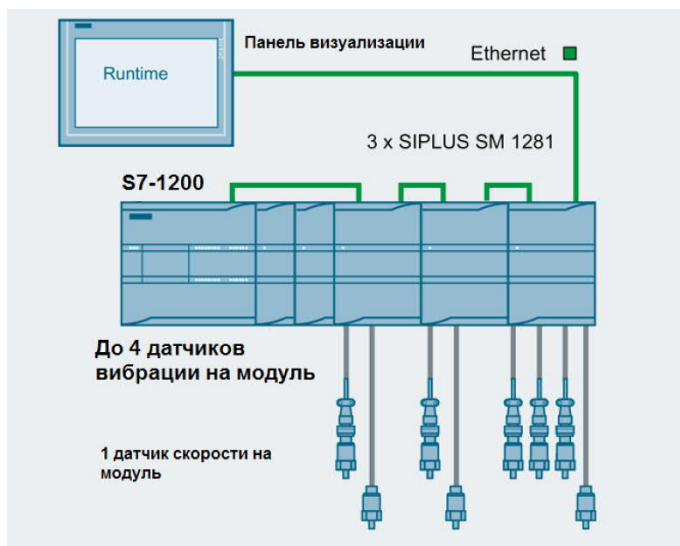 Панель визуализации
Ethernet
Runtime
3 x SIPLUS SM 1281
S7-1200
До 4 датчиков
вибрации на модуль
1 датчик скорости на
модуль